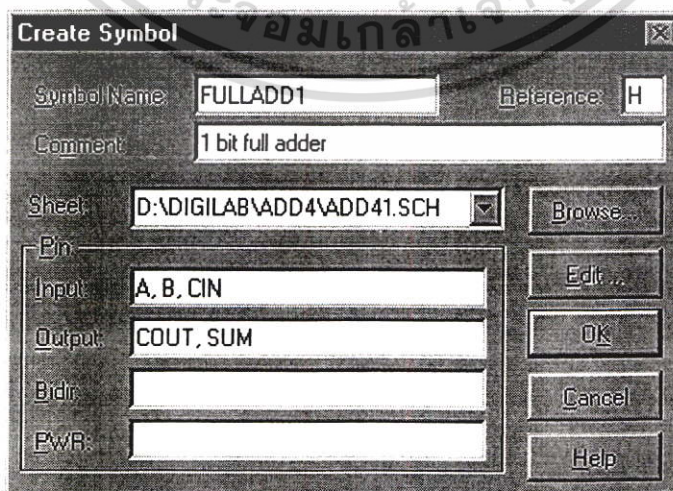 Create Symbol
Symbol Name: FULLADD1 Reference: H
Comment: 1 bit full adder
Sheet: D:\DIGILAB\ADD4\ADD41.SCH Browse...
Pin:
Input: A, B, CIN Edit...
Output: COUT, SUM OK
Bidir: Cancel
PWR: Help